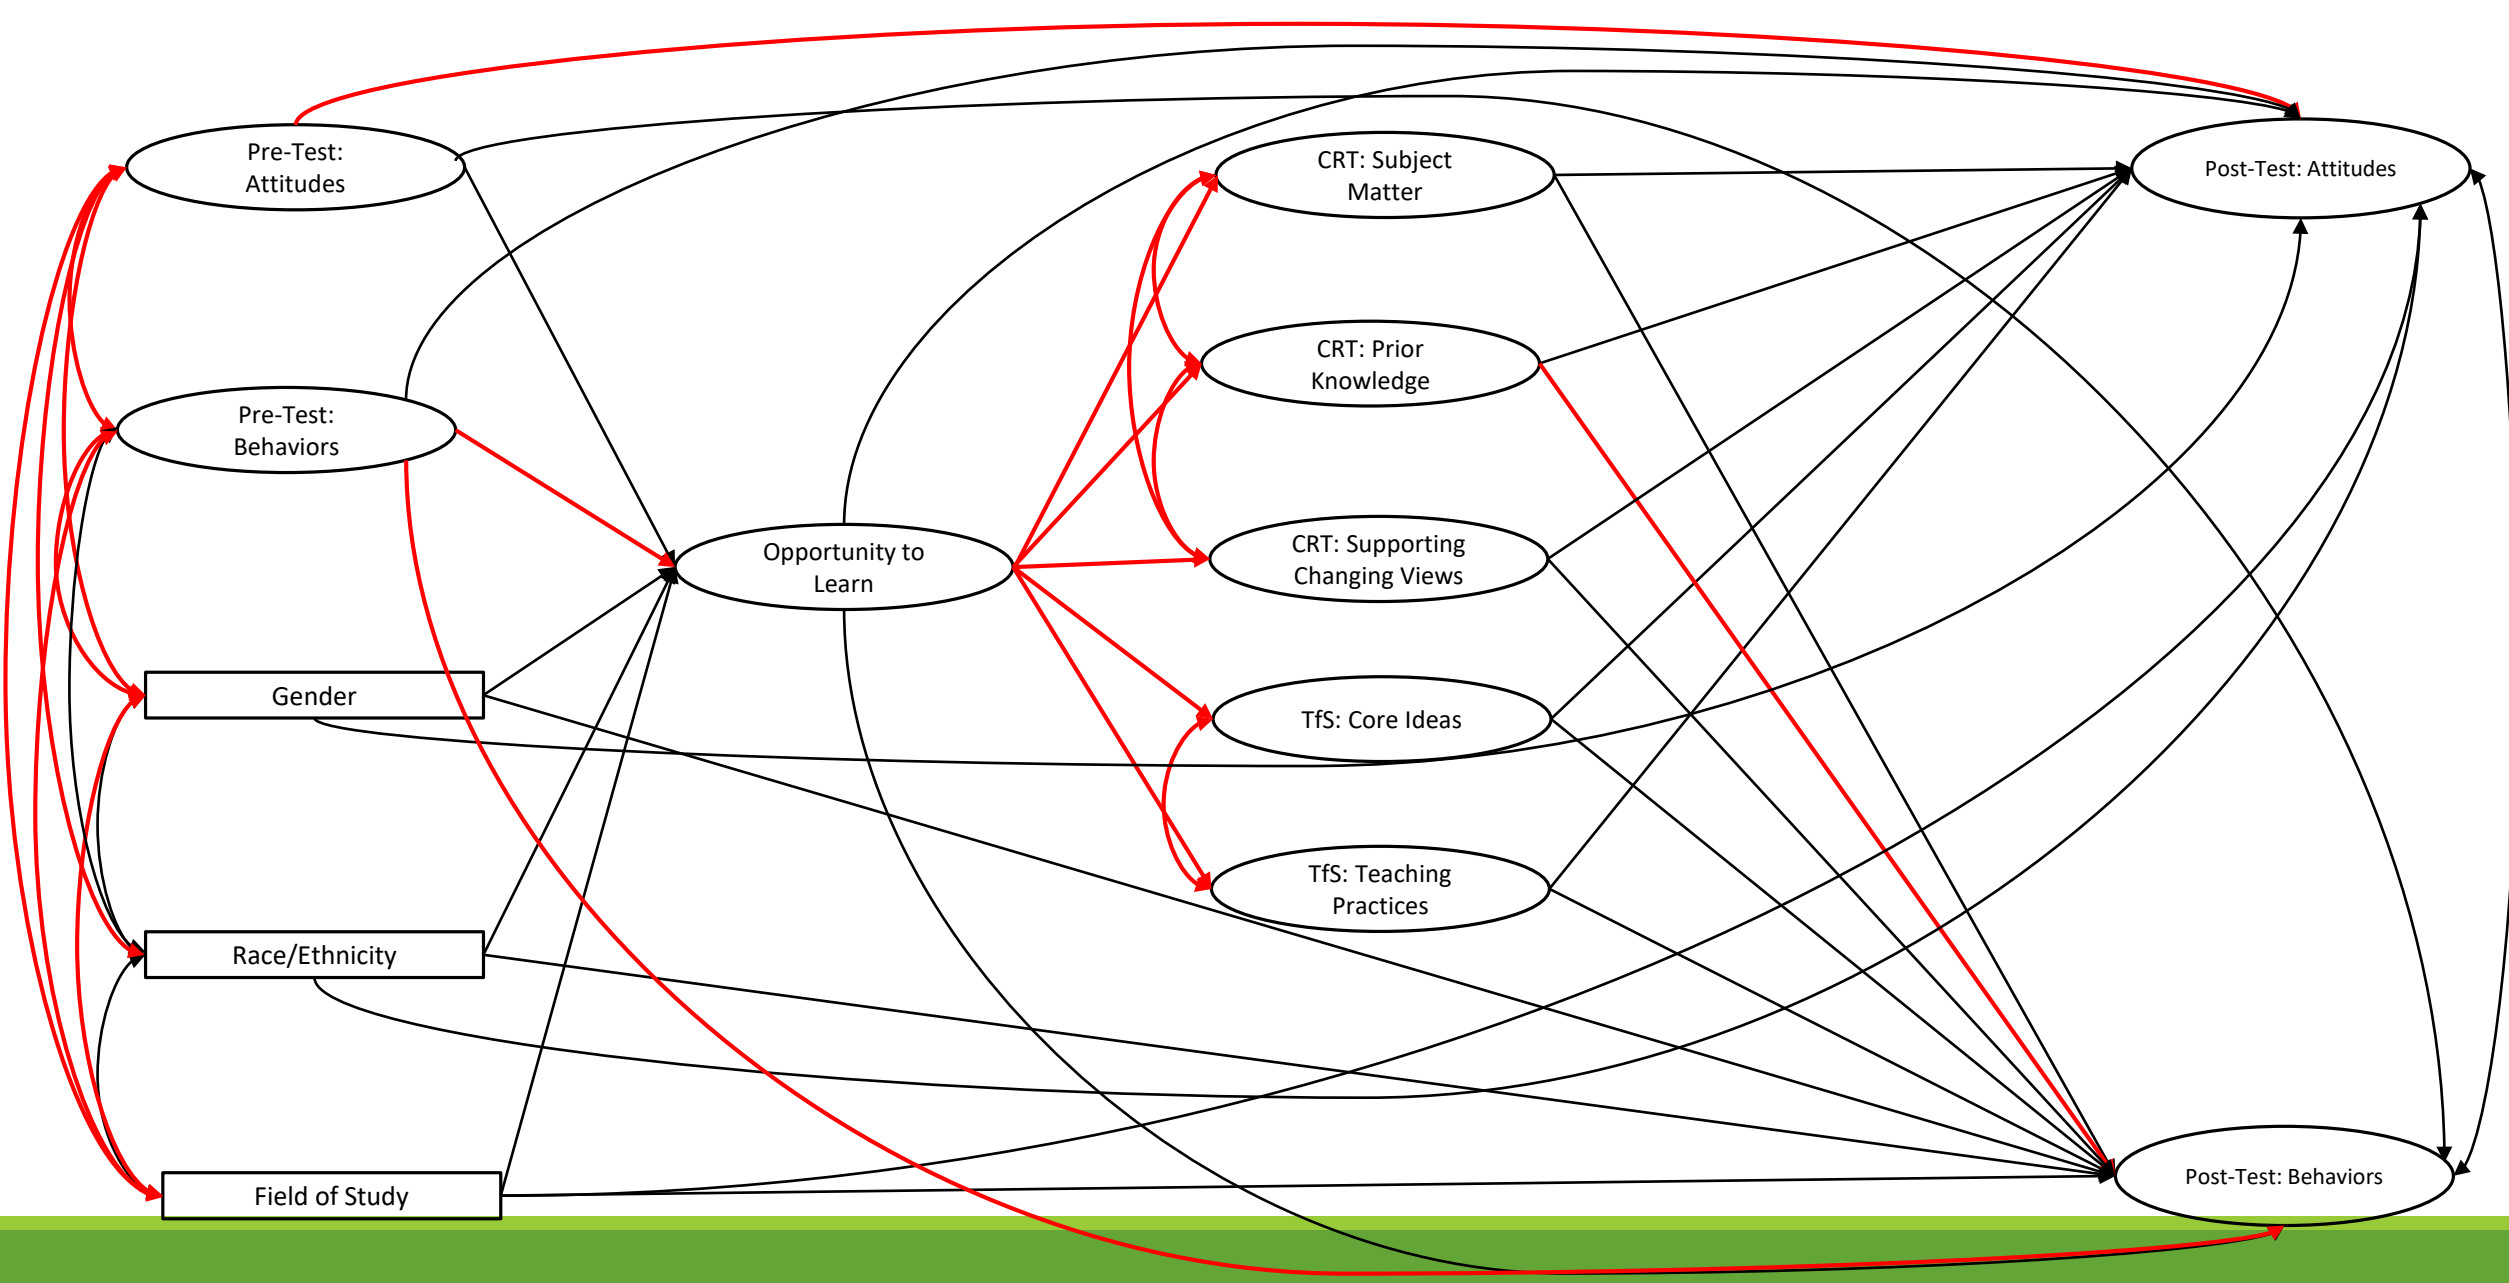 Pre-Test:
Attitudes
Pre-Test:
Behaviors
Gender
Race/Ethnicity
Field of Study
Opportunity to
Learn
CRT: Subject
Matter
CRT: Prior
Knowledge
CRT: Supporting
Changing Views
TfS: Core Ideas
TfS: Teaching
Practices
Post-Test: Attitudes
Post-Test: Behaviors